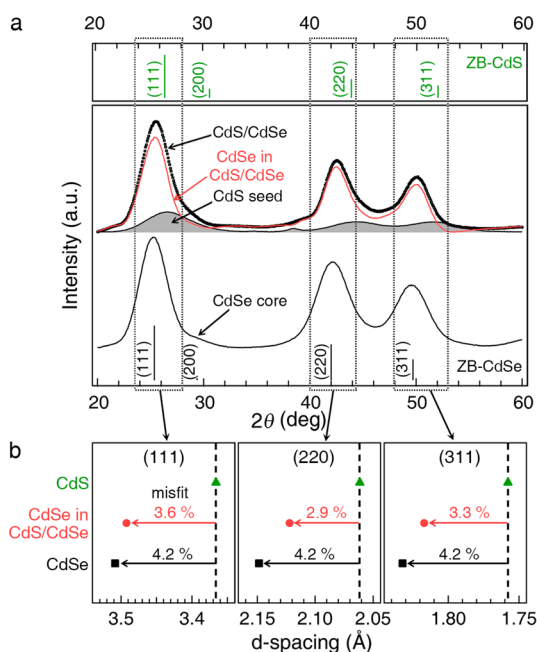 a
20 30 40 50 60
(111) (200) (220) (311) ZB-CdS
CdS/CdSe
CdSe in
CdS/CdSe
CdS seed
Intensity (a.u.)
CdSe core
(111) (200) (220) (311) ZB-CdSe
20 30 40 50 60
2θ (deg)
b
(111) (220) (311)
CdS
misfit
CdSe in
CdS/CdSe
3.6 % 2.9 % 3.3 %
CdSe
4.2 % 4.2 % 4.2 %
3.5 3.4 2.15 2.10 2.05 1.80 1.75
d-spacing (Å)